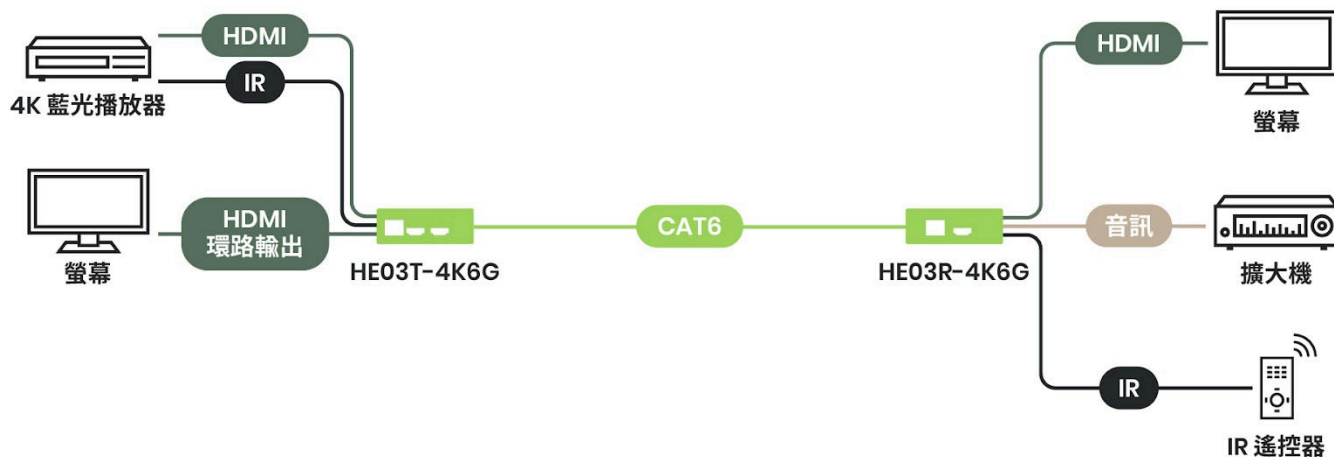 HDMI
IR
4K 藍光播放器
HDMI
環路輸出
螢幕
HE03T-4K6G
CAT6
HE03R-4K6G
HDMI
螢幕
音訊
擴大機
IR
IR 遙控器